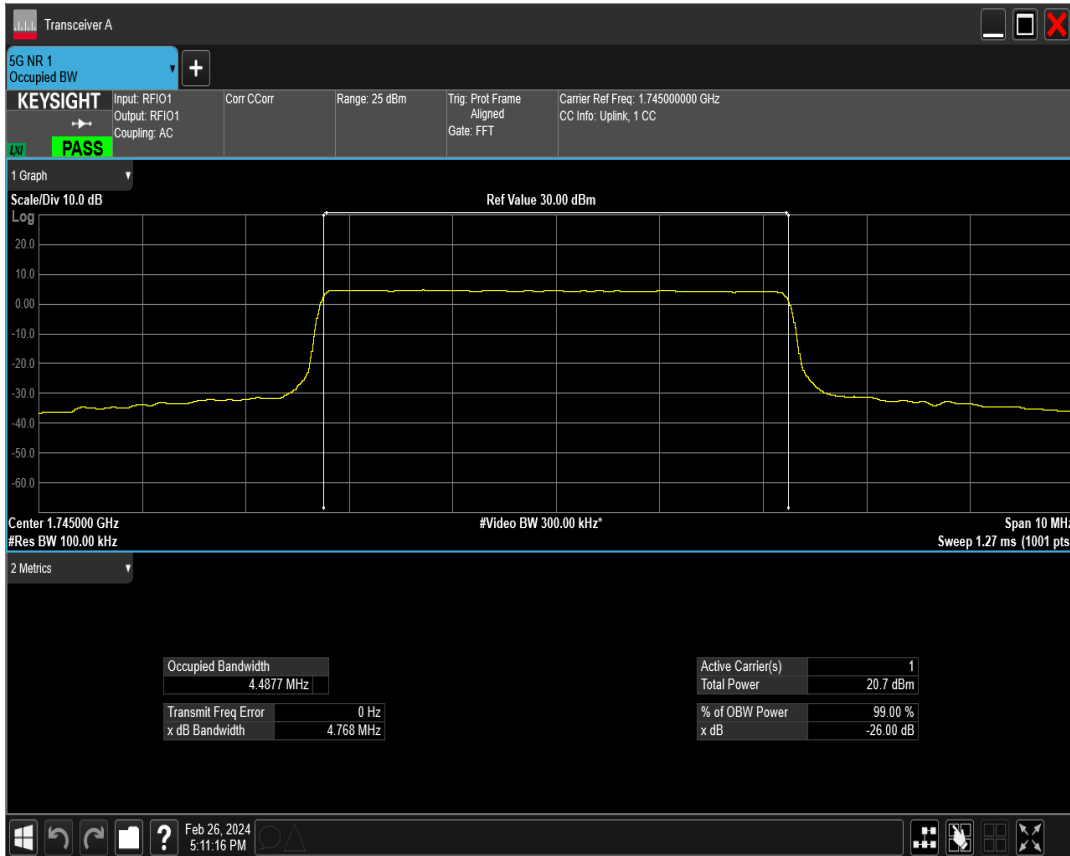 Transceiver A
5G NR 1
Occupied BW
KEYSIGHT
LXI
PASS
Input: RFIO1
Output: RFIO1
Coupling: AC
Corr CCorr
Range: 25 dBm
Trig: Prot Frame
Aligned
Gate: FFT
Carrier Ref Freq: 1.745000000 GHz
CC Info: Uplink, 1 CC
1 Graph
Scale/Div 10.0 dB
Ref Value 30.00 dBm
Log
20.0
10.0
0.00
-10.0
-20.0
-30.0
-40.0
-50.0
-60.0
Center 1.745000 GHz
#Video BW 300.00 kHz*
Span 10 MHz
#Res BW 100.00 kHz
Sweep 1.27 ms (1001 pts
2 Metrics
Occupied Bandwidth
4.4877 MHz
Transmit Freq Error 0 Hz
x dB Bandwidth 4.768 MHz
Active Carrier(s) 1
Total Power 20.7 dBm
% of OBW Power 99.00 %
x dB -26.00 dB
?
Feb 26, 2024
5:11:16 PM